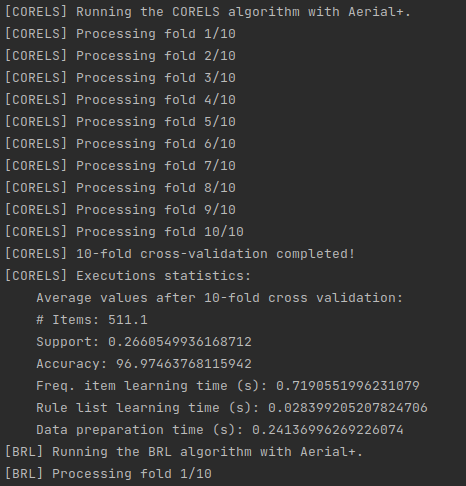 [CORELS] Running the CORELS algorithm with Aerial+.
[CORELS] Processing fold 1/10
[CORELS] Processing fold 2/10
[CORELS] Processing fold 3/10
[CORELS] Processing fold 4/10
[CORELS] Processing fold 5/10
[CORELS] Processing fold 6/10
[CORELS] Processing fold 7/10
[CORELS] Processing fold 8/10
[CORELS] Processing fold 9/10
[CORELS] Processing fold 10/10
[CORELS] 10-fold cross-validation completed!
[CORELS] Executions statistics:
    Average values after 10-fold cross validation:
    # Items: 511.1
    Support: 0.2660549936168712
    Accuracy: 96.97463768115942
    Freq. item learning time (s): 0.7190551996231079
    Rule list learning time (s): 0.028399205207824706
    Data preparation time (s): 0.24136996269226074
[BRL] Running the BRL algorithm with Aerial+.
[BRL] Processing fold 1/10